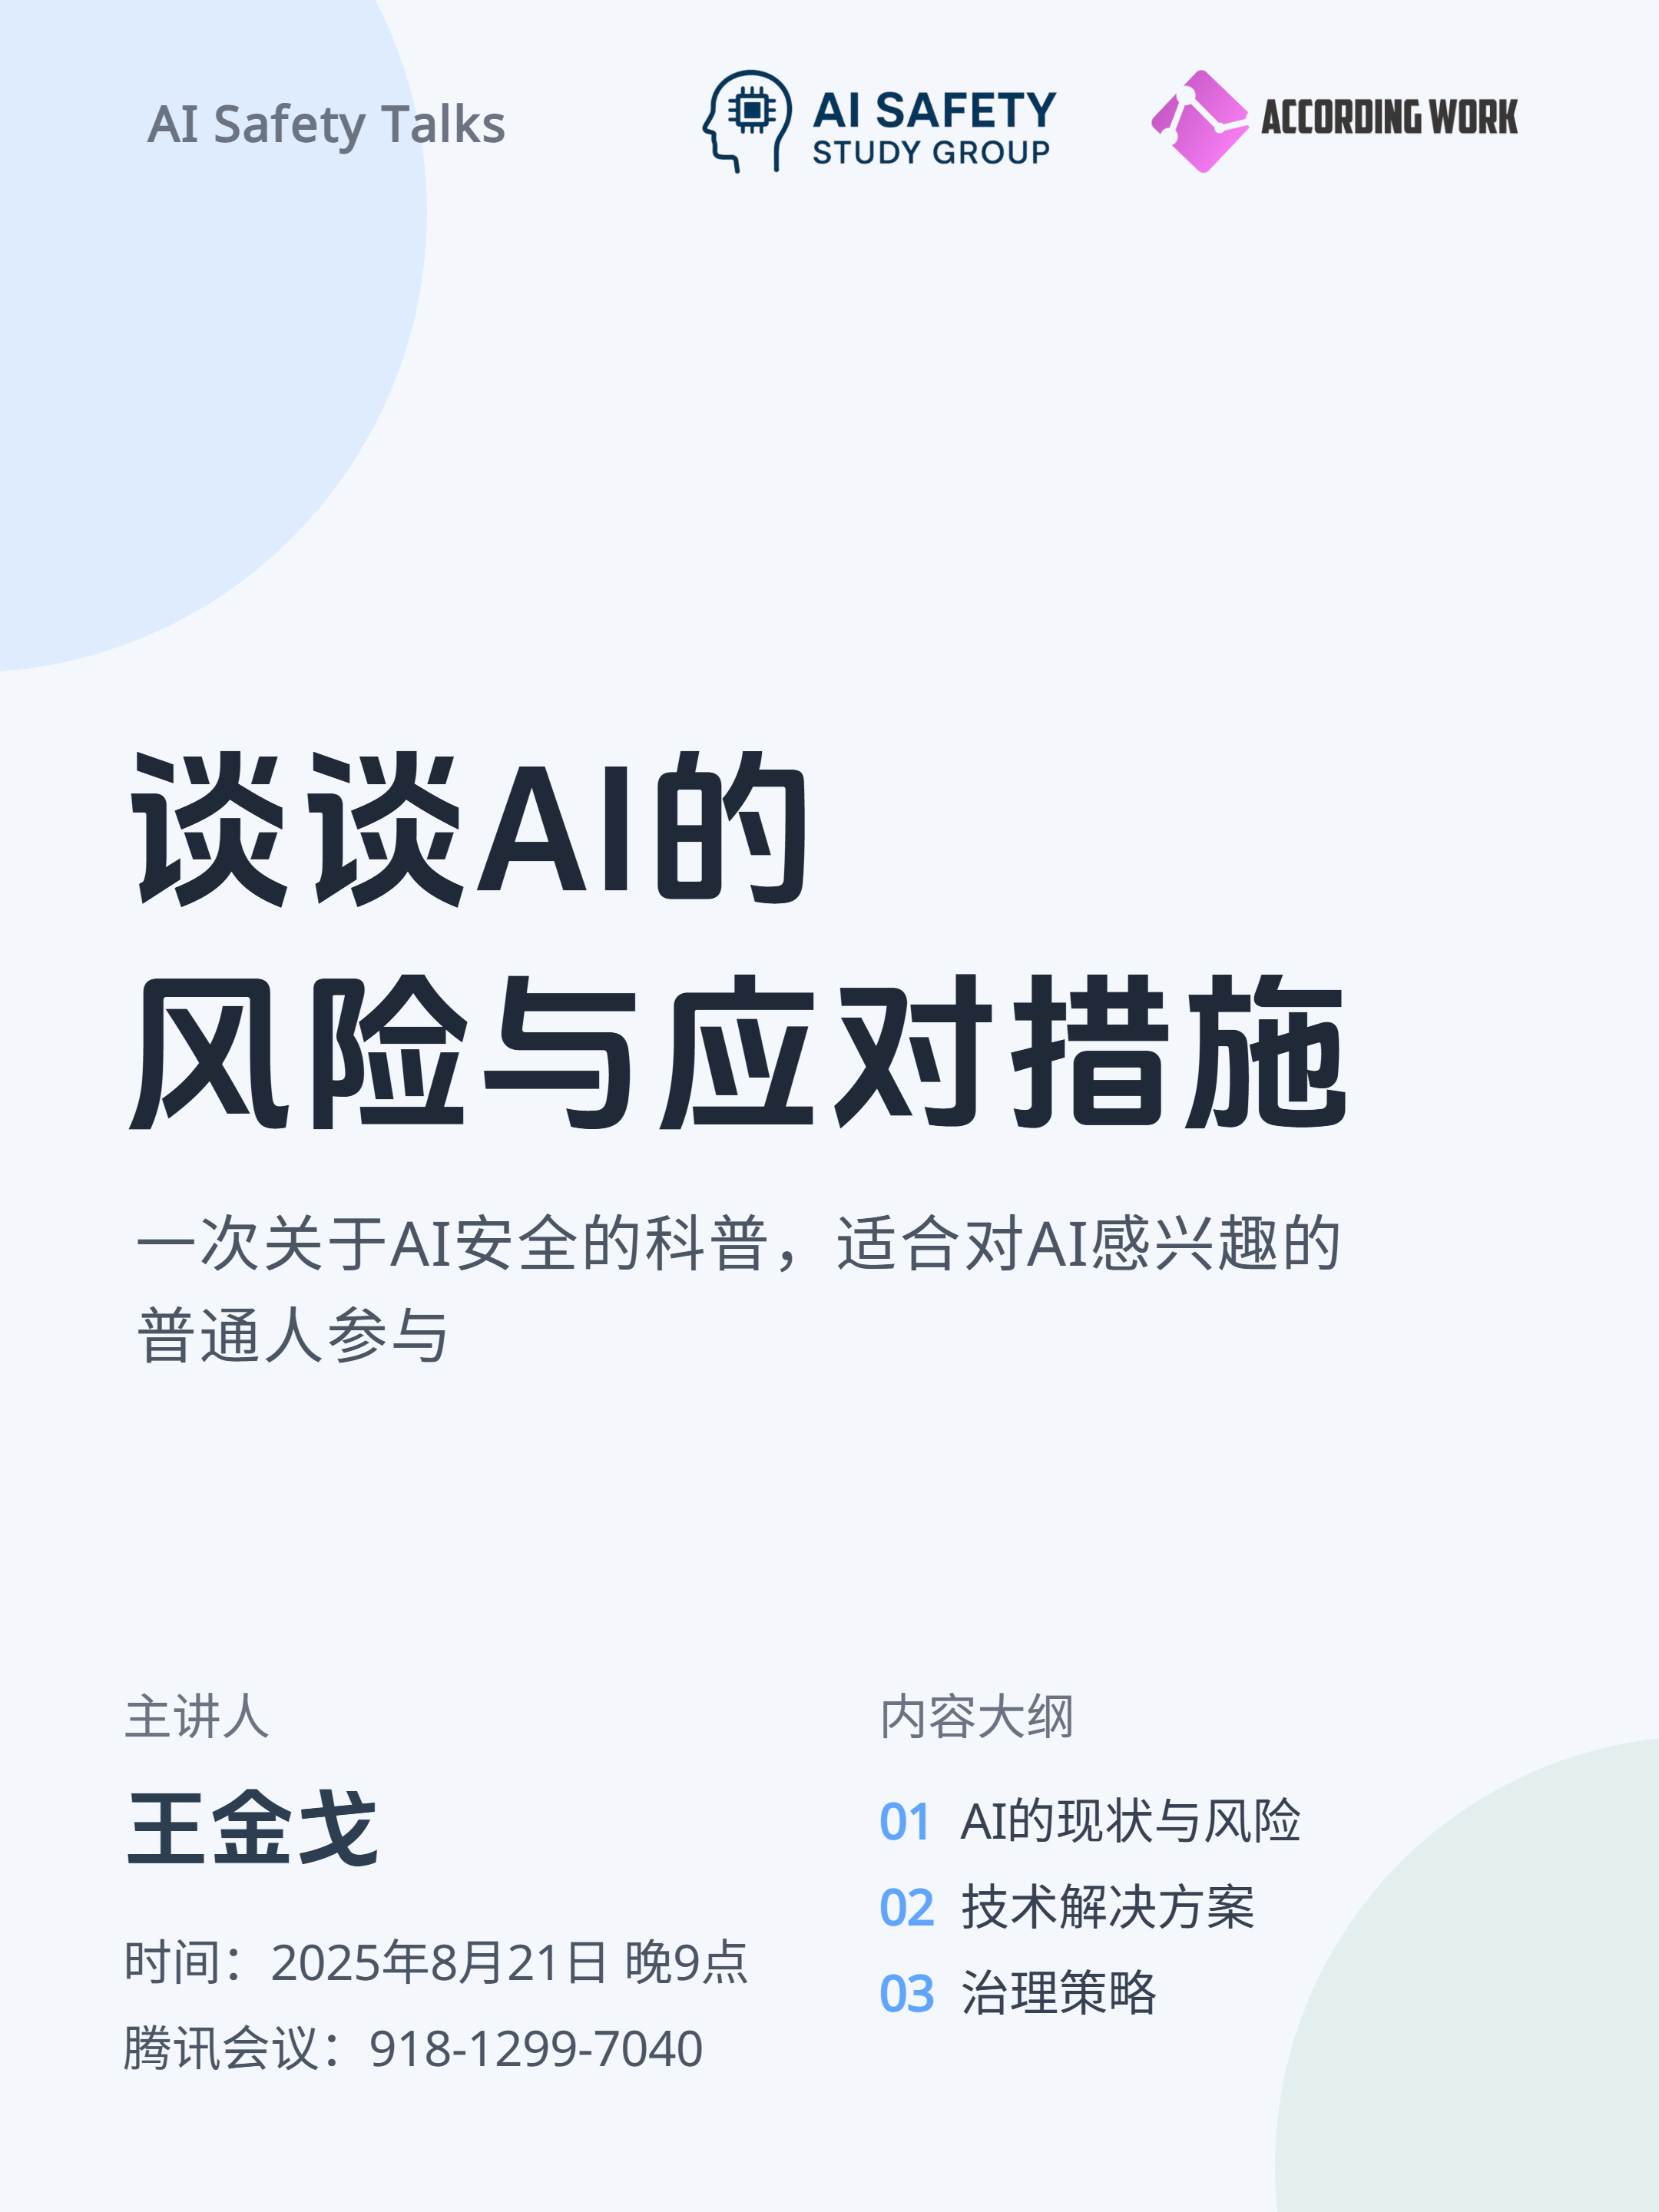 AI Safety Talks
AI SAFETY
STUDY GROUP
ACCORDING WORK
谈谈AI的
风险与应对措施
一次关于AI安全的科普，适合对AI感兴趣的
普通人参与
主讲人
王金戈
时间：2025年8月21日 晚9点
腾讯会议：918-1299-7040
内容大纲
01 AI的现状与风险
02 技术解决方案
03 治理策略